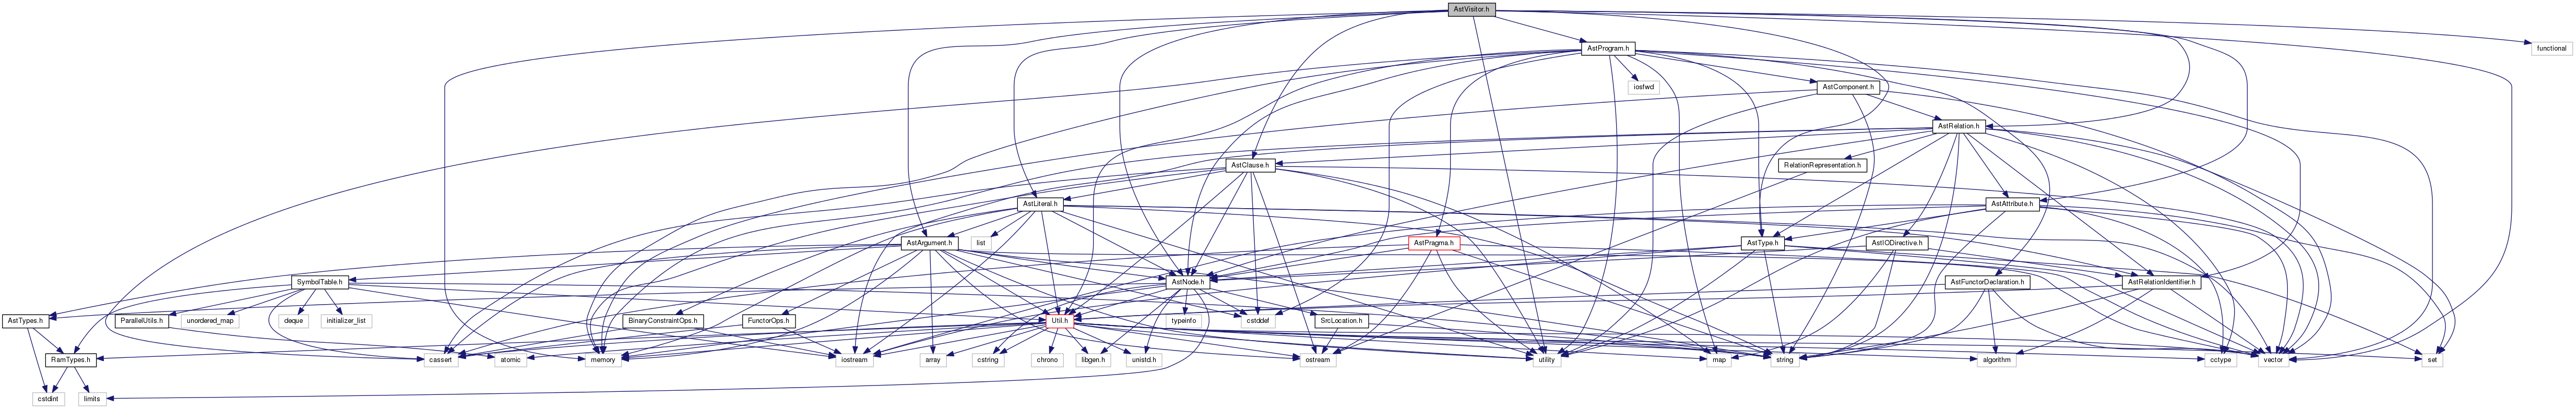 AstVisitor.h
AstProgram.h
functional
iosfwd
AstComponent.h
AstRelation.h
AstClause.h
RelationRepresentation.h
AstLiteral.h
AstAttribute.h
AstArgument.h
list
AstPragma.h
AstType.h
AstIODirective.h
SymbolTable.h
AstNode.h
AstFunctorDeclaration.h
AstRelationIdentifier.h
AstTypes.h
ParallelUtils.h
unordered_map
deque
initializer_list
BinaryConstraintOps.h
FunctorOps.h
Util.h
typeinfo
cstddef
SrcLocation.h
RamTypes.h
cassert
atomic
memory
iostream
array
cstring
chrono
libgen.h
unistd.h
ostream
utility
map
string
algorithm
cctype
vector
set
cstdint
limits